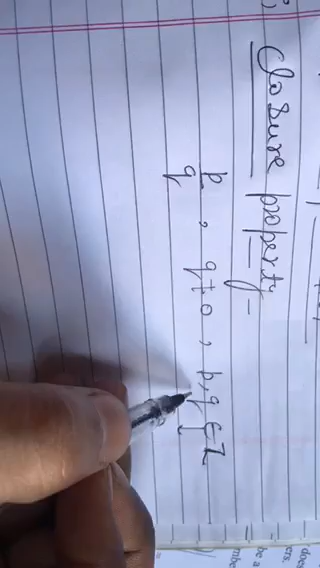 Closure property -
p/q , q ≠ 0 , p,q ∈ Z